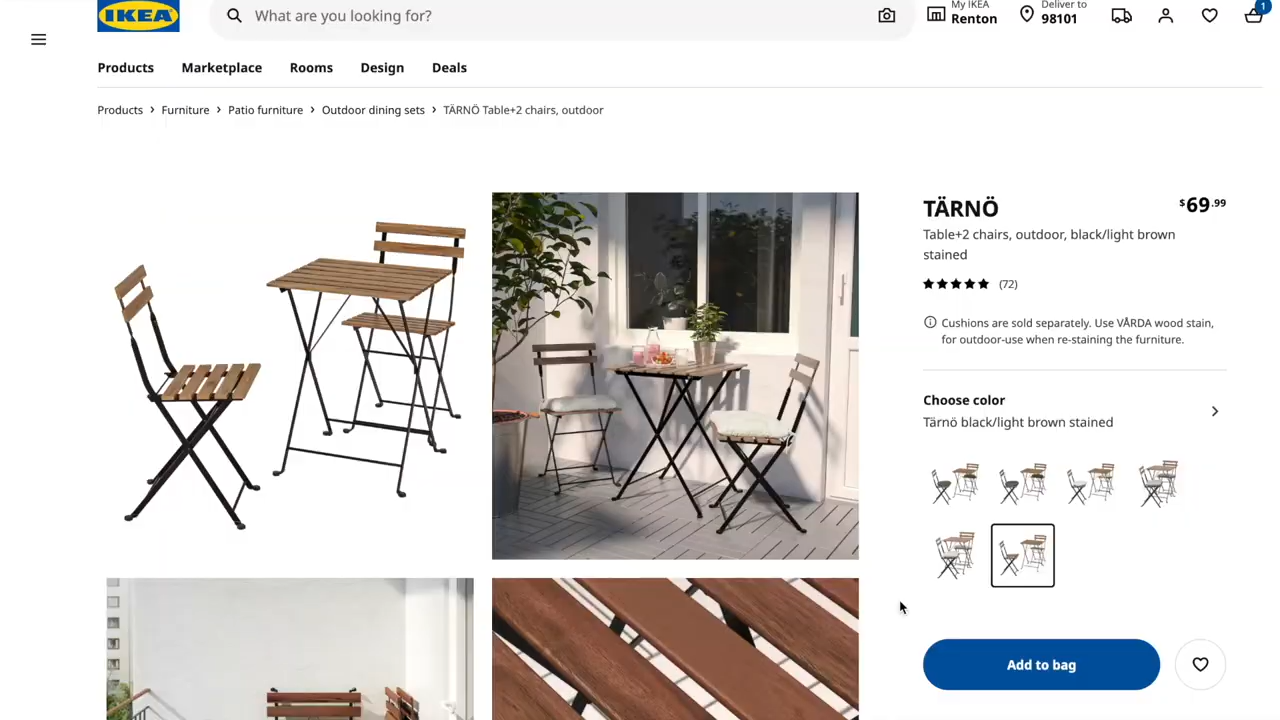 IKEA
What are you looking for?
My IKEA
Renton
Deliver to
98101
1
Products
Marketplace
Rooms
Design
Deals
Products › Furniture › Patio furniture › Outdoor dining sets › TÄRNÖ Table+2 chairs, outdoor
TÄRNÖ
$69.99
Table+2 chairs, outdoor, black/light brown
stained
(72)
Cushions are sold separately. Use VÅRDA wood stain,
for outdoor-use when re-staining the furniture.
Choose color
Tärnö black/light brown stained
Add to bag